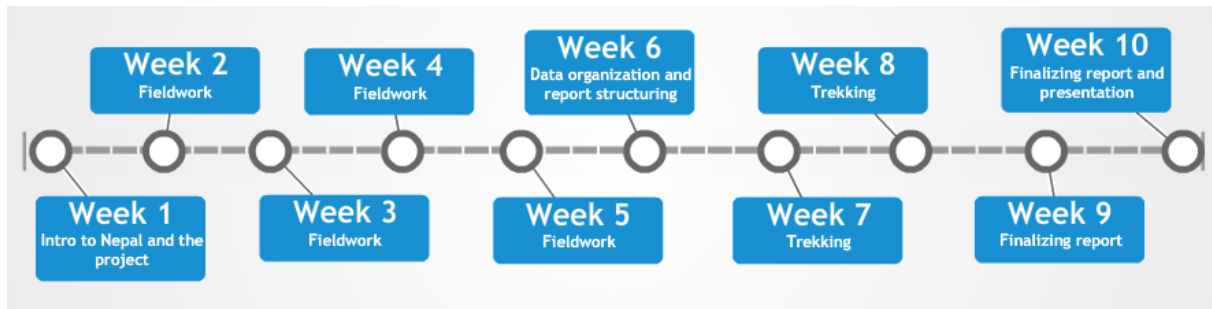 Week 1
Intro to Nepal and the
project
Week 2
Fieldwork
Week 3
Fieldwork
Week 4
Fieldwork
Week 5
Fieldwork
Week 6
Data organization and
report structuring
Week 7
Trekking
Week 8
Trekking
Week 9
Finalizing report
Week 10
Finalizing report and
presentation